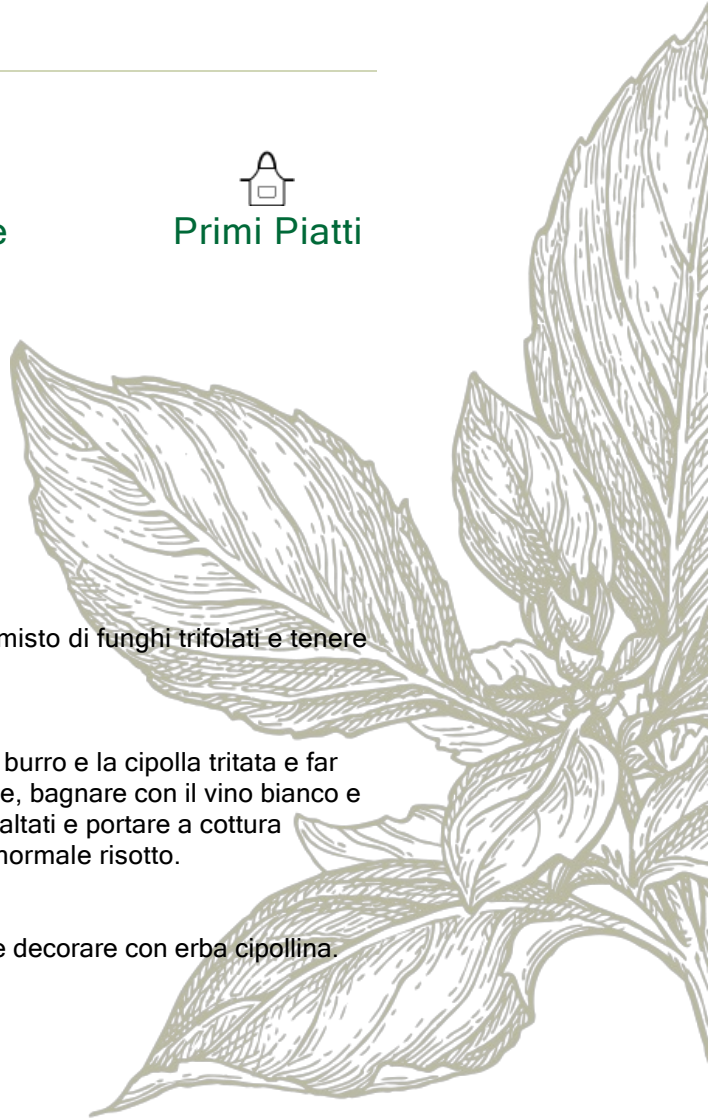 e
Primi Piatti
misto di funghi trifolati e tenere
burro e la cipolla tritata e far
e, bagnare con il vino bianco e
altati e portare a cottura
normale risotto.
e decorare con erba cipollina.